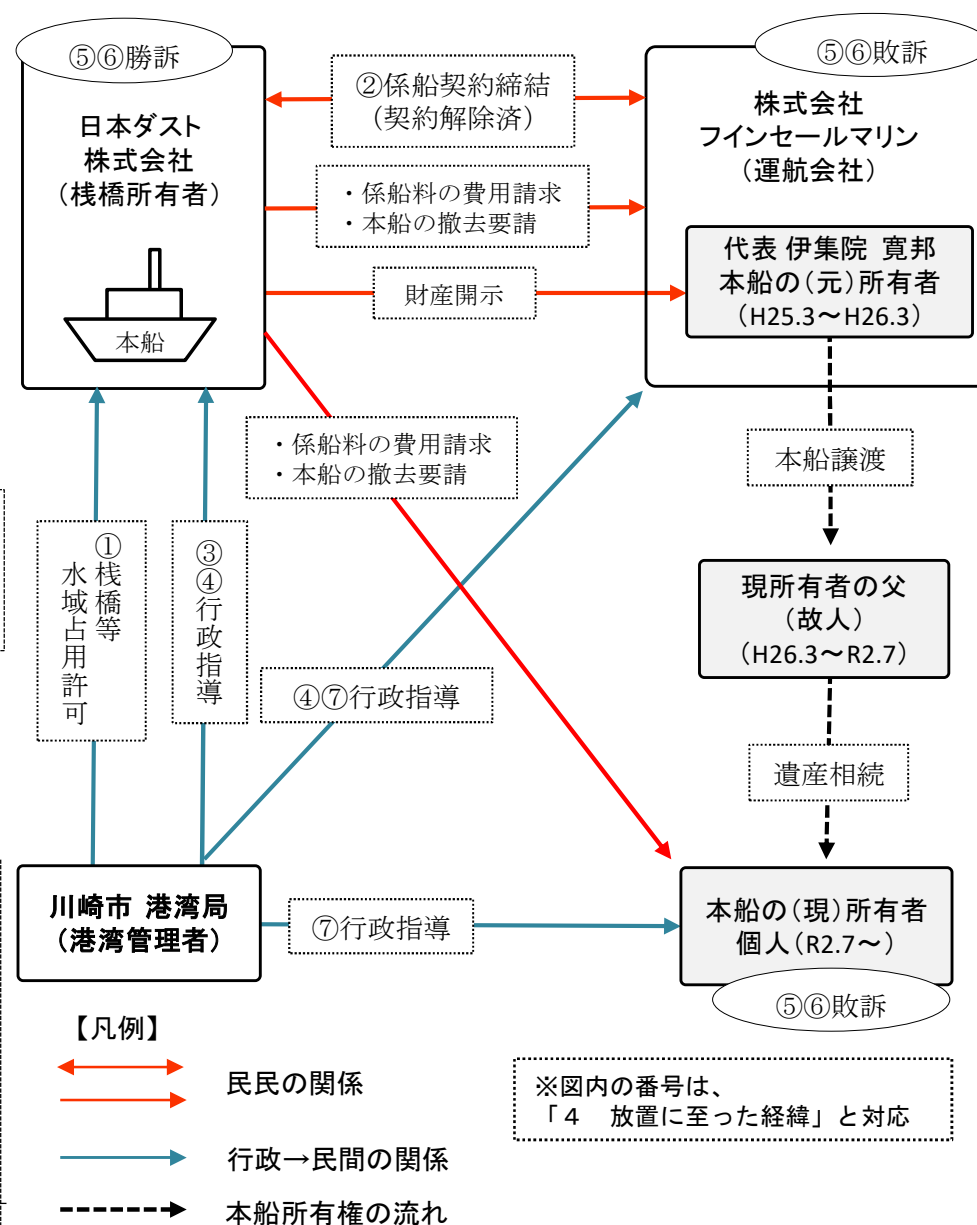 ⑤⑥勝訴
日本ダスト
株式会社
(桟橋所有者)
本船
②係船契約締結
(契約解除済)
・係船料の費用請求
・本船の撤去要請
財産開示
⑤⑥敗訴
株式会社
フインセールマリン
(運航会社)
代表 伊集院 寛邦
本船の(元)所有者
(H25.3～H26.3)
・係船料の費用請求
・本船の撤去要請
本船譲渡
①桟橋等
水域占用許可
③④行政指導
④⑦行政指導
現所有者の父
(故人)
(H26.3～R2.7)
遺産相続
川崎市 港湾局
(港湾管理者)
⑦行政指導
本船の(現)所有者
個人(R2.7～)
⑤⑥敗訴
【凡例】
民民の関係
行政→民間の関係
本船所有権の流れ
※図内の番号は、
「４ 放置に至った経緯」と対応